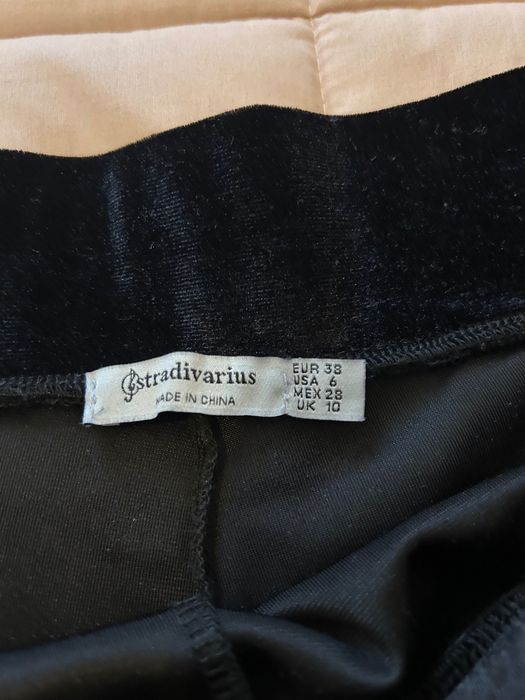 stradivarius
MADE IN CHINA
EUR 38
USA 6
MEX 28
UK 10